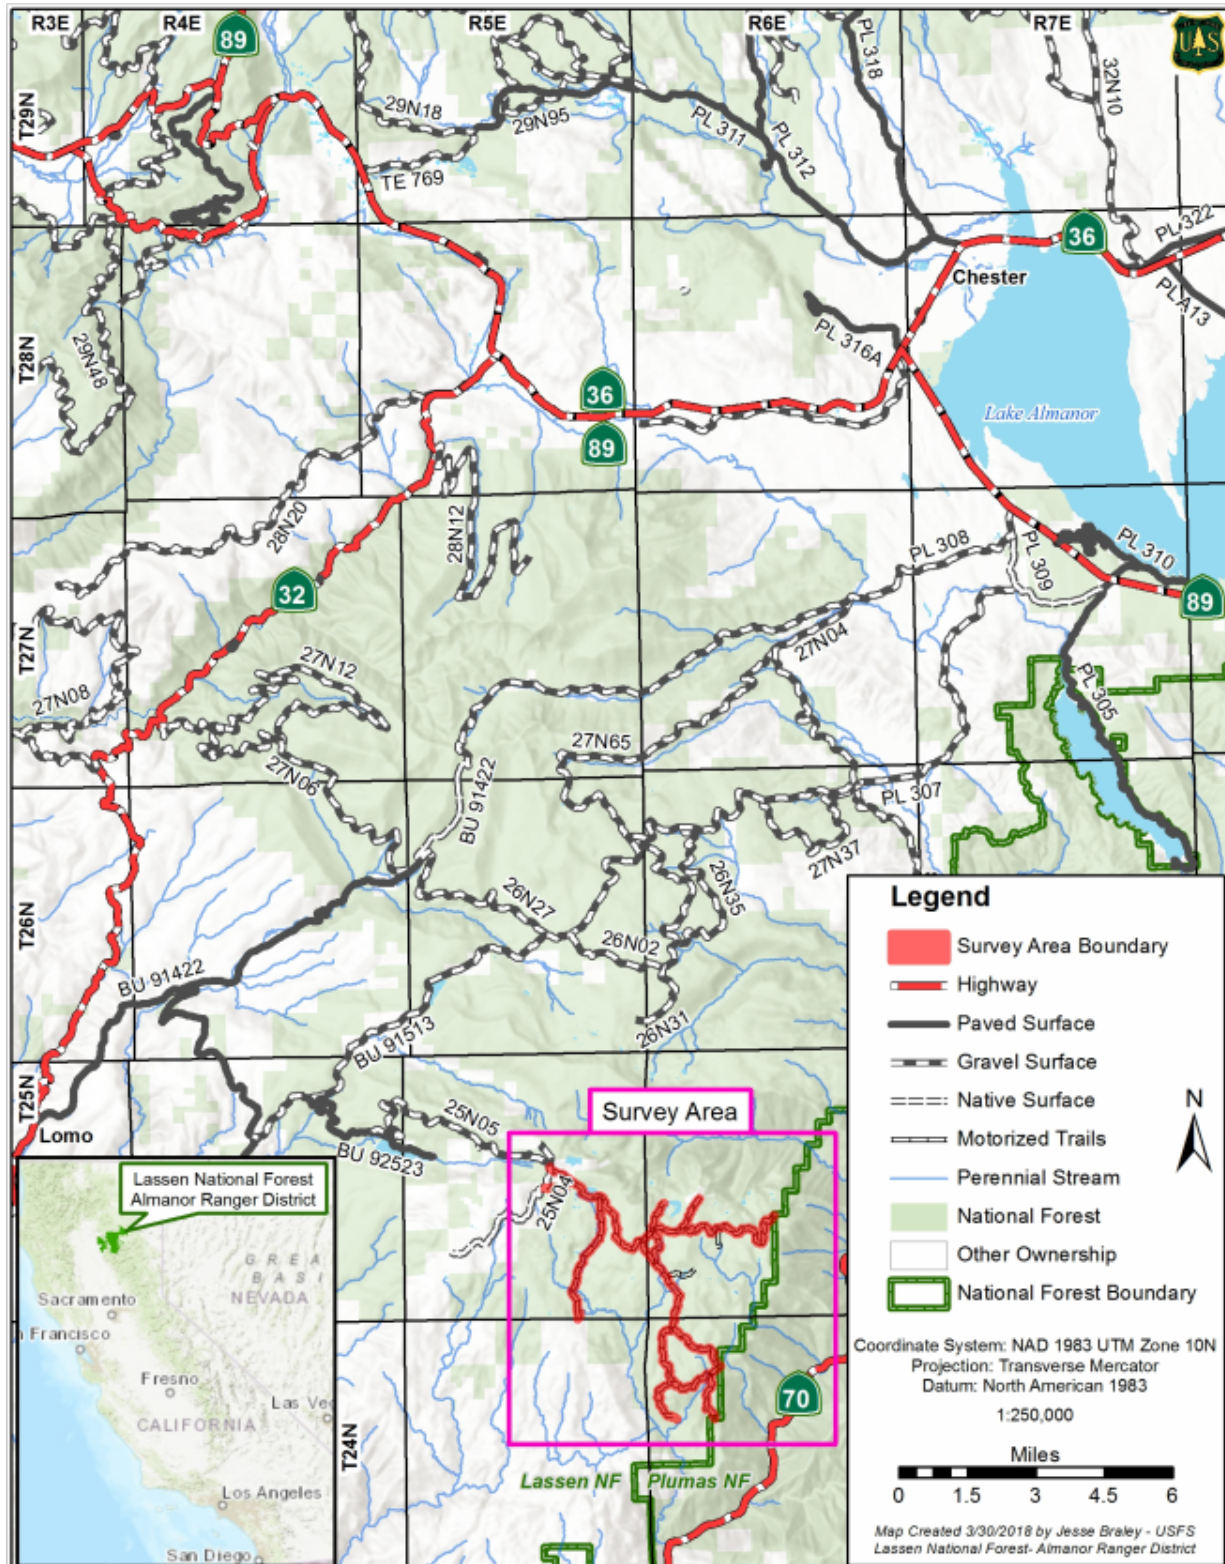 R3E
R4E
R5E
R6E
R7E
89
US
T29N
29N18
29N95
TE 769
PL 311
PL 312
PL 318
32N10
PL 322
36
Chester
PLA13
PL 316A
T28N
29N48
36
89
Lake Almanor
28N20
28N12
PL 308
PL 309
PL 310
89
32
T27N
27N08
27N12
27N04
PL 305
27N06
27N65
BU 91422
PL 307
27N37
26N35
T26N
26N27
26N02
BU 91422
26N31
BU 91513
T25N
Lomo
25N05
BU 92523
Survey Area
25N04
70
T24N
Lassen NF
Plumas NF
Legend
Survey Area Boundary
Highway
Paved Surface
Gravel Surface
Native Surface
Motorized Trails
Perennial Stream
National Forest
Other Ownership
National Forest Boundary
N
Coordinate System: NAD 1983 UTM Zone 10N
Projection: Transverse Mercator
Datum: North American 1983
1:250,000
Miles
0 1.5 3 4.5 6
Map Created 3/30/2018 by Jesse Braley - USFS
Lassen National Forest- Almanor Ranger District
Lassen National Forest
Almanor Ranger District
GREA
BASI
NEVADA
Sacramento
n Francisco
Fresno
Las Ve
CALIFORNIA
Los Angeles
San Diego